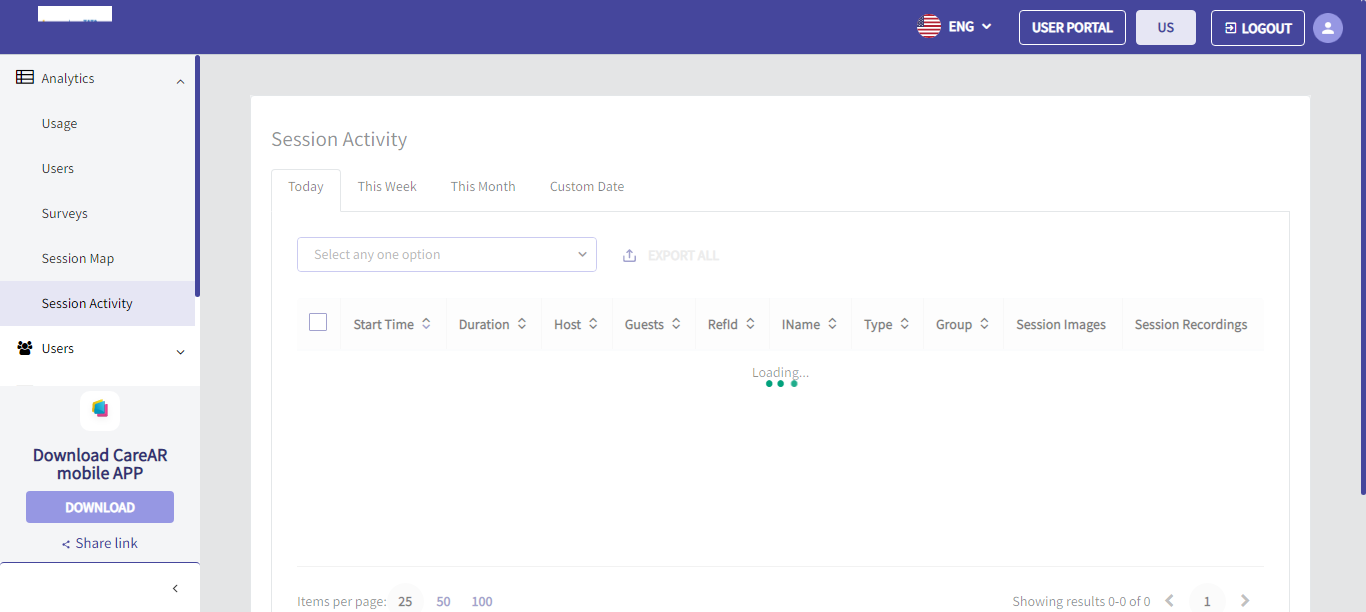 ENG
USER PORTAL
US
LOGOUT
Analytics
Usage
Users
Surveys
Session Map
Session Activity
Users
Download CareAR
mobile APP
DOWNLOAD
Share link
Session Activity
Today This Week This Month Custom Date
Select any one option
EXPORT ALL
Start Time Duration Host Guests RefId IName Type Group Session Images Session Recordings
Loading...
Items per page: 25 50 100
Showing results 0-0 of 0 1